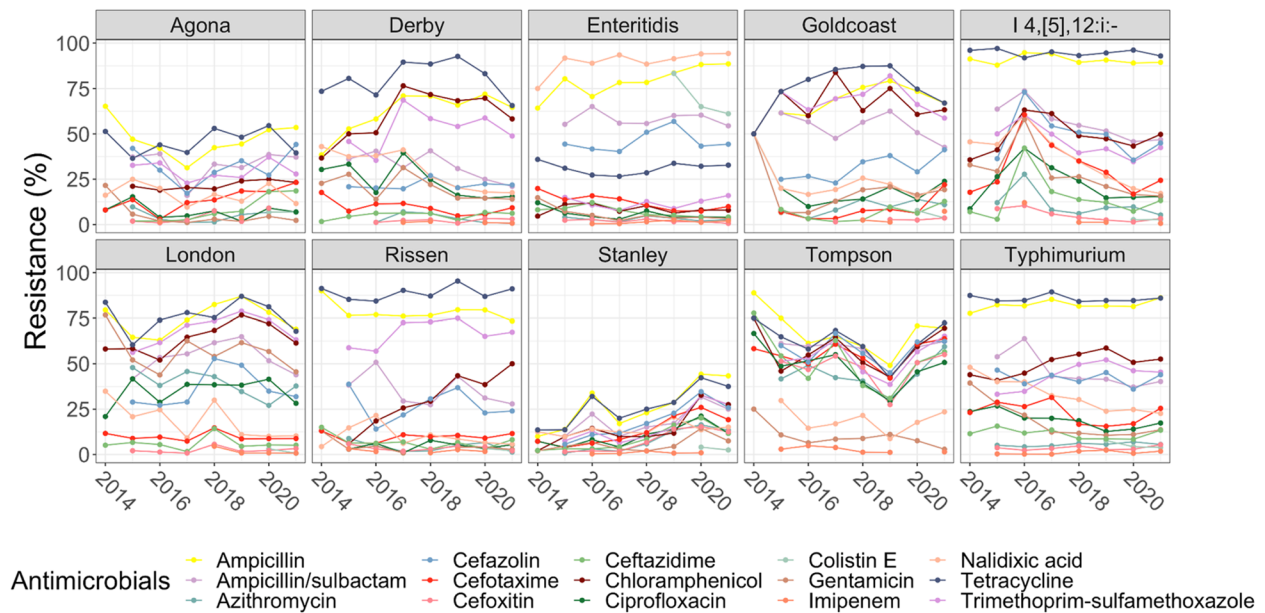 Agona Derby Enteritidis Goldcoast I 4,[5],12:i:-
100
75
50
25
0
London Rissen Stanley Tompson Typhimurium
100
75
50
25
0
Resistance (%)
2014 2016 2018 2020 2014 2016 2018 2020 2014 2016 2018 2020 2014 2016 2018 2020 2014 2016 2018 2020
Antimicrobials
Ampicillin Cefazolin Ceftazidime Colistin E Nalidixic acid
Ampicillin/sulbactam Cefotaxime Chloramphenicol Gentamicin Tetracycline
Azithromycin Cefoxitin Ciprofloxacin Imipenem Trimethoprim-sulfamethoxazole